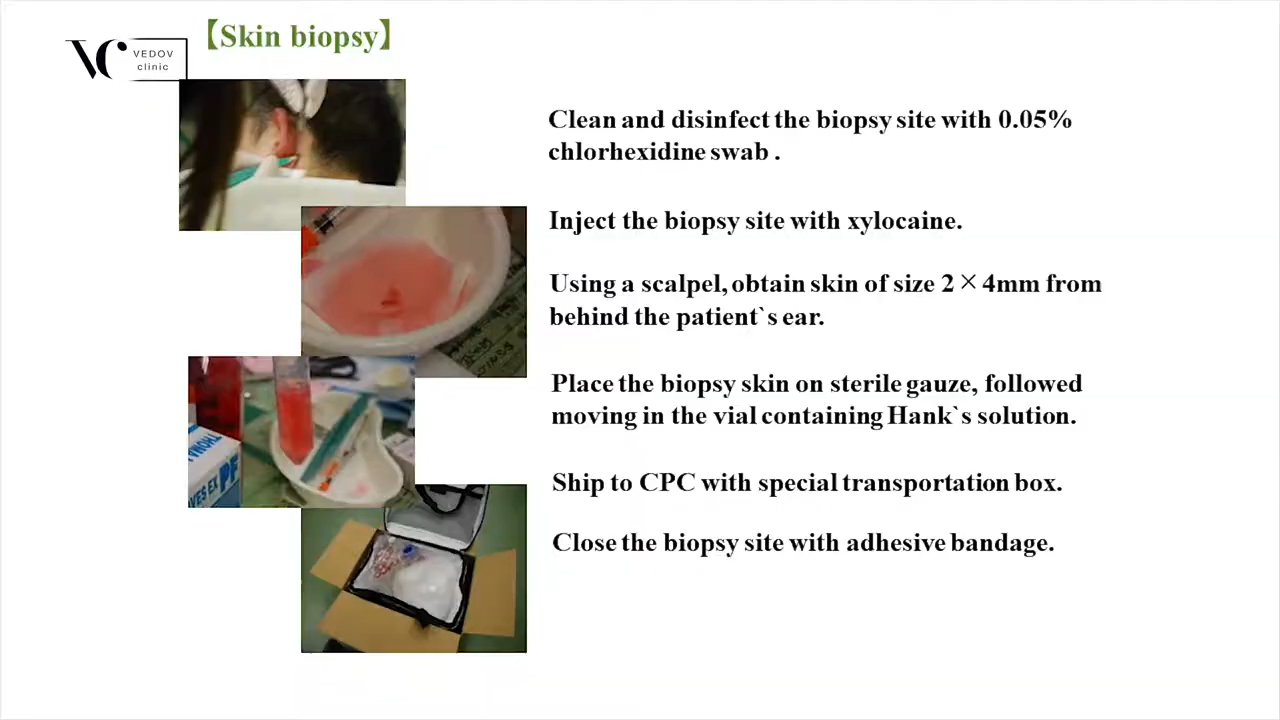 【Skin biopsy】
VC VEDOV
clinic
Clean and disinfect the biopsy site with 0.05%
chlorhexidine swab .
Inject the biopsy site with xylocaine.
Using a scalpel, obtain skin of size 2×4mm from
behind the patient`s ear.
Place the biopsy skin on sterile gauze, followed
moving in the vial containing Hank`s solution.
VES EX PF
Ship to CPC with special transportation box.
Close the biopsy site with adhesive bandage.